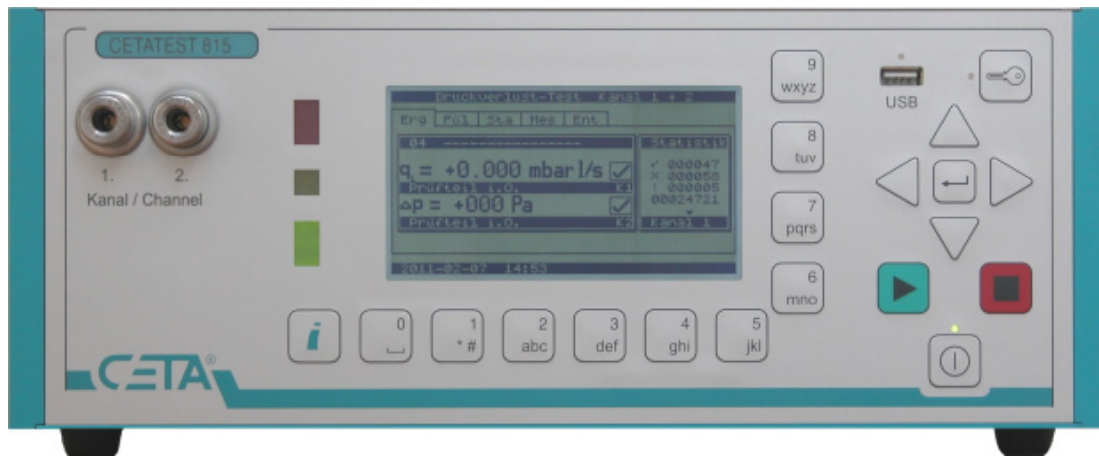 CETATEST 815
1. 2.
Kanal / Channel
Druckverlust-Test Kanal 1 + 2
Erg Fül Sta Mes Ent
04 ----------------
qL = +0.000 mbar l/s
Prüfteil i.O. K1
Δp = +000 Pa
Prüfteil i.O. K2
Statistik
✓ 000047
× 000058
! 000005
00024721
Kanal 1
2011-02-07 14:53
9
wxyz
8
tuv
7
pqrs
6
mno
USB
i
0
1
* #
2
abc
3
def
4
ghi
5
jkl
CETA®